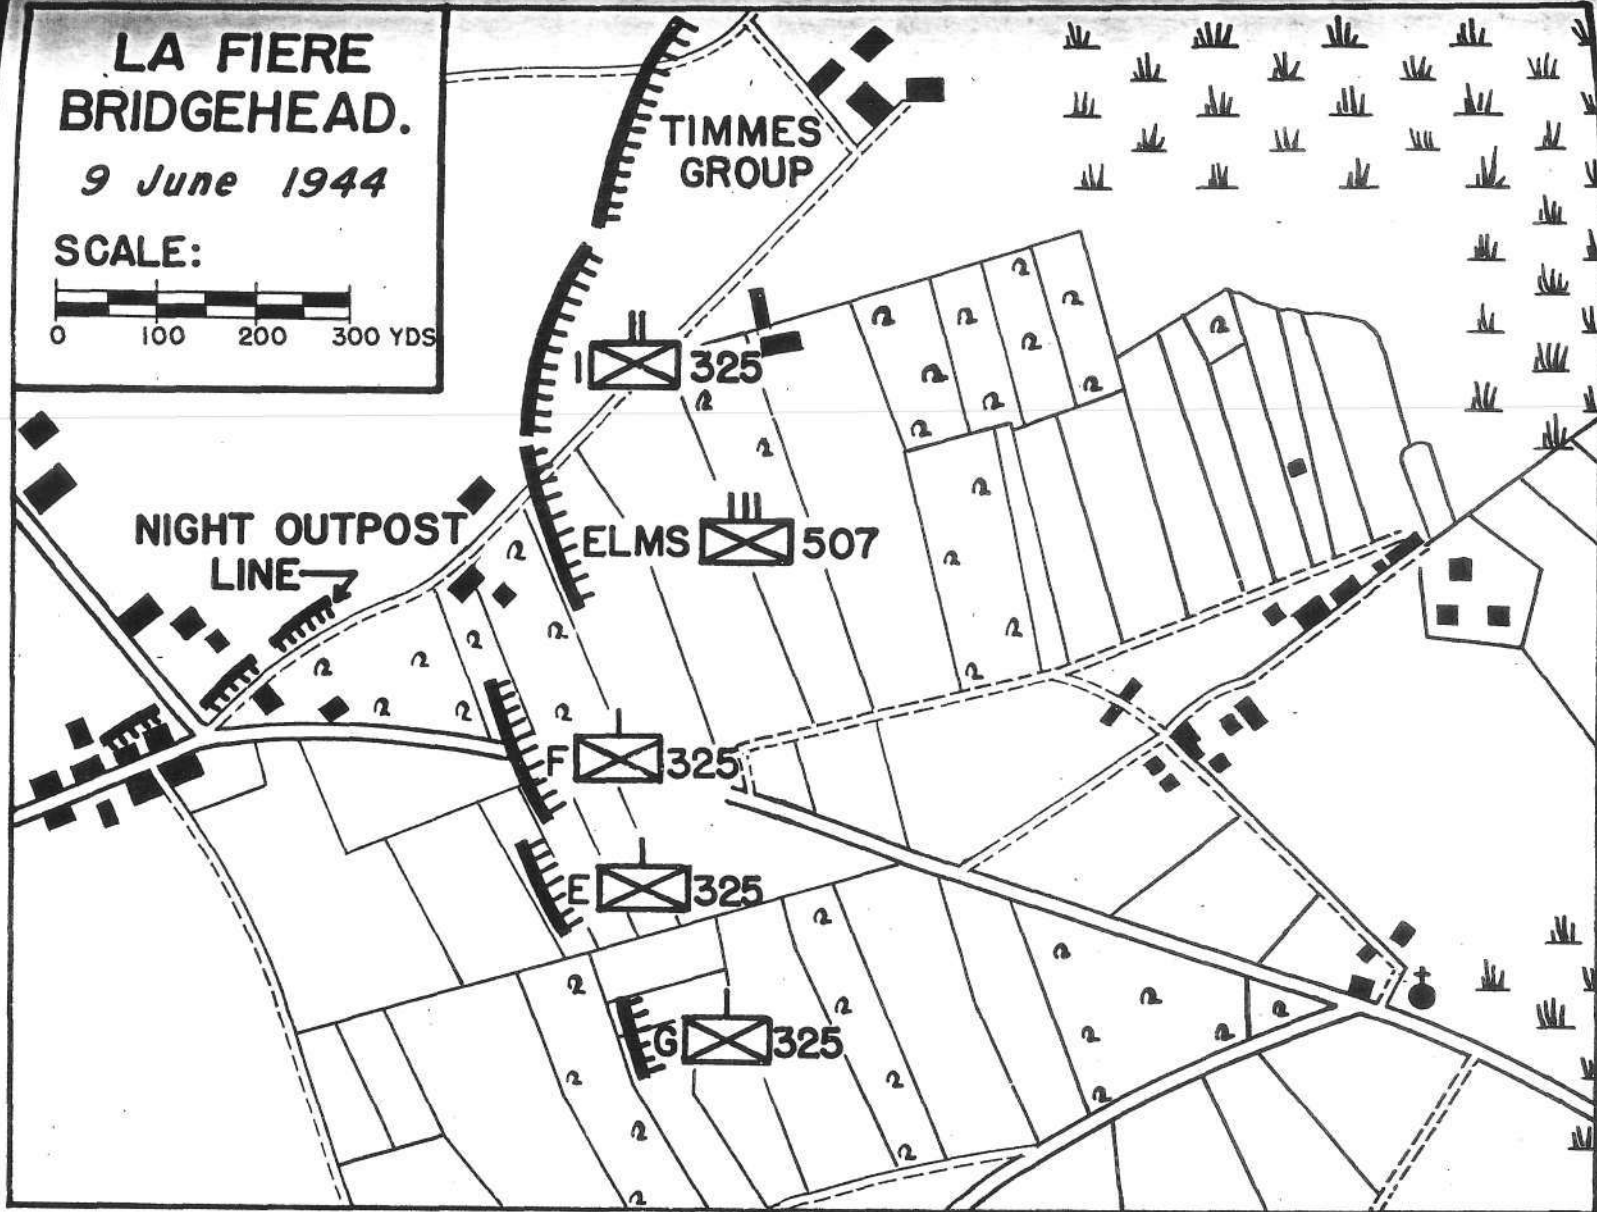 LA FIERE
BRIDGEHEAD.
9 June 1944
SCALE:
0 100 200 300 YDS
TIMMES
GROUP
1 325
NIGHT OUTPOST
LINE
ELMS 507
F 325
E 325
G 325